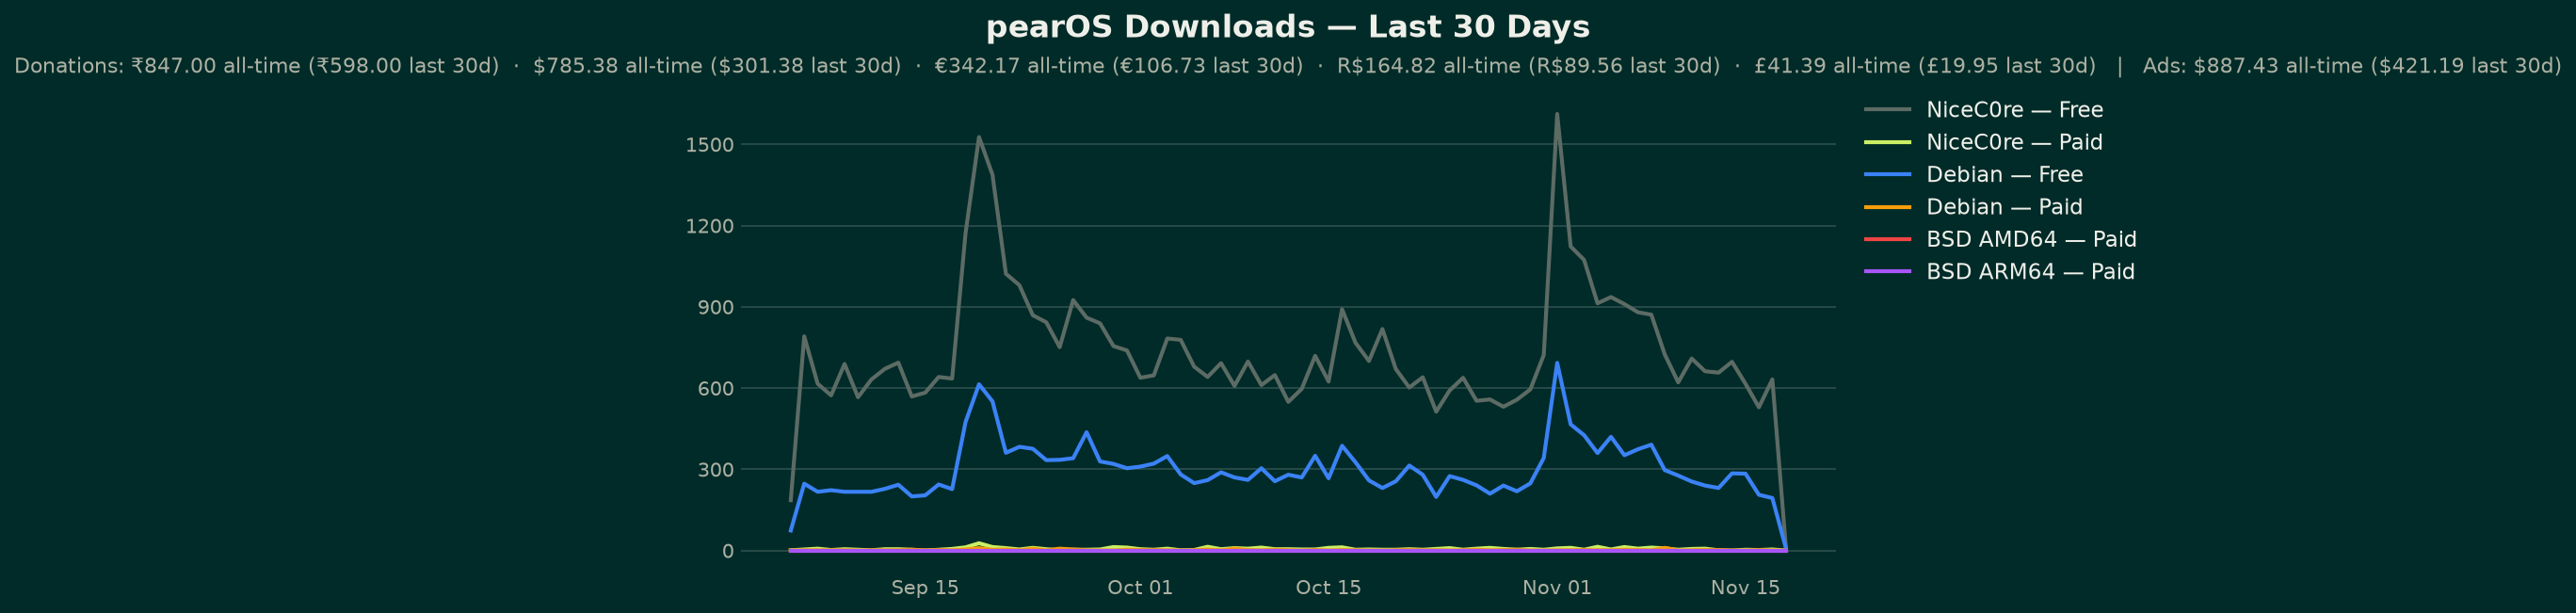 pearOS Downloads — Last 30 Days
Donations: ₹847.00 all-time (₹598.00 last 30d)  ·  $785.38 all-time ($301.38 last 30d)  ·  €342.17 all-time (€106.73 last 30d)  ·  R$164.82 all-time (R$89.56 last 30d)  ·  £41.39 all-time (£19.95 last 30d)   |   Ads: $887.43 all-time ($421.19 last 30d)
NiceC0re — Free
NiceC0re — Paid
Debian — Free
Debian — Paid
BSD AMD64 — Paid
BSD ARM64 — Paid
1500
1200
900
600
300
0
Sep 15
Oct 01
Oct 15
Nov 01
Nov 15